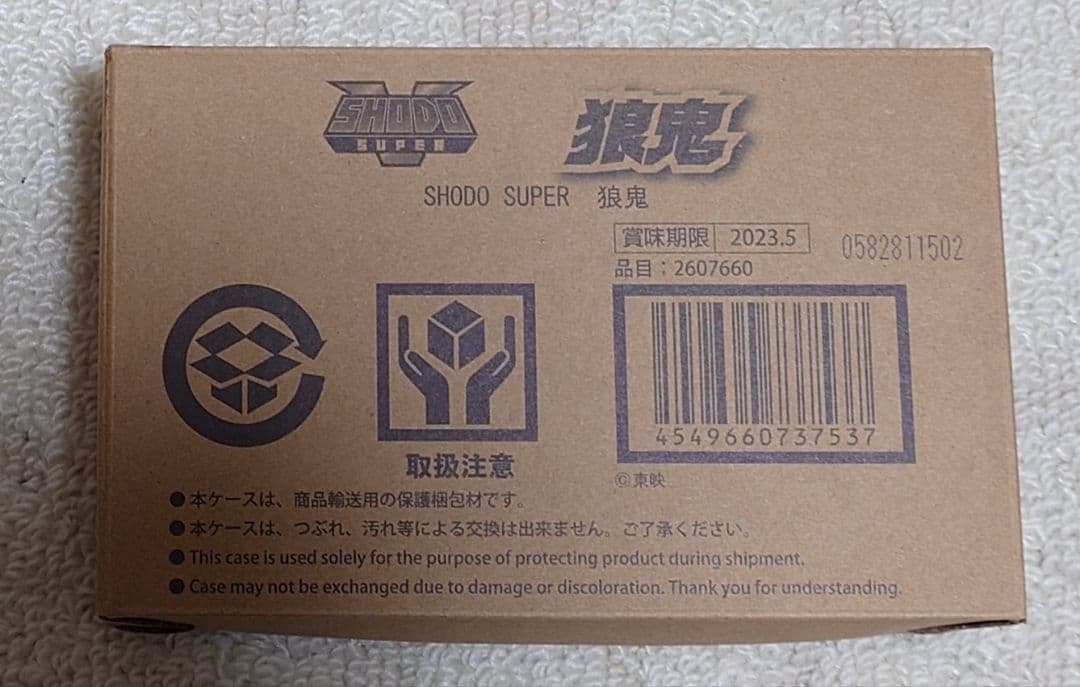 SHODO
SUPER
狼鬼
SHODO SUPER 狼鬼
賞味期限 2023.5
0582811502
品目：2607660
4549660737537
取扱注意
©東映
●本ケースは、商品輸送用の保護梱包材です。
●本ケースは、つぶれ、汚れ等による交換は出来ません。ご了承ください。
●This case is used solely for the purpose of protecting product during shipment.
●Case may not be exchanged due to damage or discoloration. Thank you for understanding.